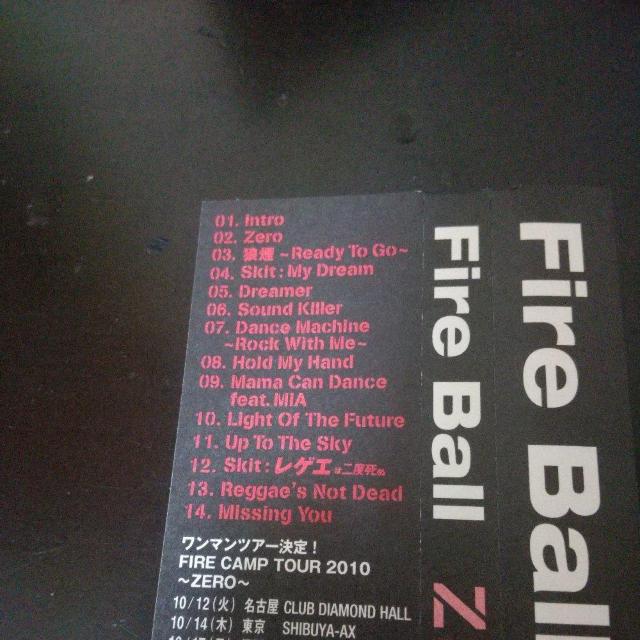 01. Intro
02. Zero
03. 狼煙 ~Ready To Go~
04. Skit : My Dream
05. Dreamer
06. Sound Killer
07. Dance Machine
~Rock With Me~
08. Hold My Hand
09. Mama Can Dance
feat. MIA
10. Light Of The Future
11. Up To The Sky
12. Skit : レゲエは二度死ぬ
13. Reggae's Not Dead
14. Missing You
ワンマンツアー決定！
FIRE CAMP TOUR 2010
~ZERO~
10/12(火) 名古屋 CLUB DIAMOND HALL
10/14(木) 東京 SHIBUYA-AX
Fire Ball Z
Fire Ball